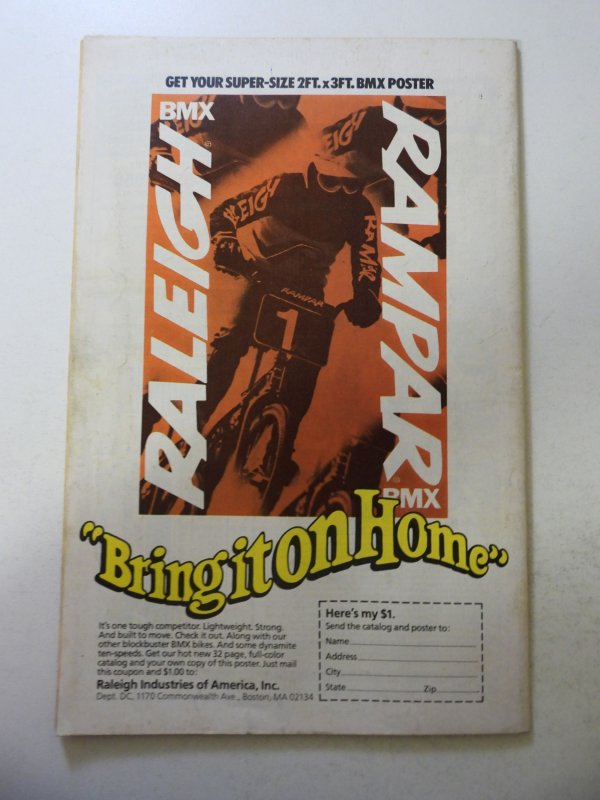 GET YOUR SUPER-SIZE 2FT. x 3FT. BMX POSTER
BMX
RALEIGH
RAMPAR
BMX
RALEIGH
RAMPAR
1
"Bring it on Home"
It's one tough competitor. Lightweight. Strong.
And built to move. Check it out. Along with our
other blockbuster BMX bikes. And some dynamite
ten-speeds. Get our hot new 32 page, full-color
catalog and your own copy of this poster. Just mail
this coupon and $1.00 to:
Raleigh Industries of America, Inc.
Dept. DC, 1170 Commonwealth Ave., Boston, MA 02134
Here's my $1.
Send the catalog and poster to:
Name
Address
City
State Zip